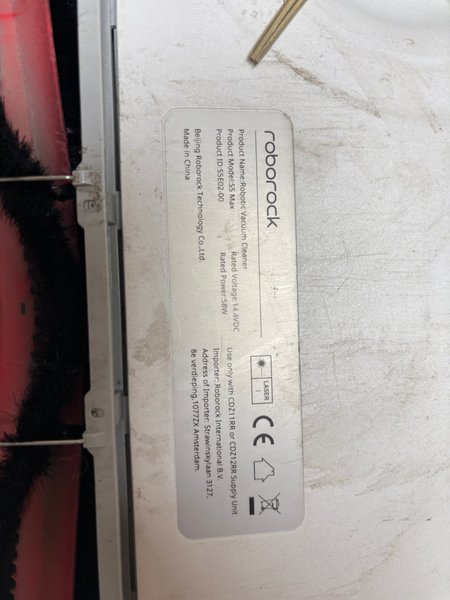 roborock
Product Name:Robotic Vacuum Cleaner
Product Model:S5 Max Rated Voltage:14.4VDC
Product ID:S5E02-00 Rated Power:58W
Beijing Roborock Technology Co.,Ltd.
Made in China
LASER
1
CE
Use only with CDZ11RR or CDZ12RR Supply Unit
Importer: Roborock International B.V.
Address of Importer: Strawinskylaan 3127,
8e verdieping,1077ZX Amsterdam.